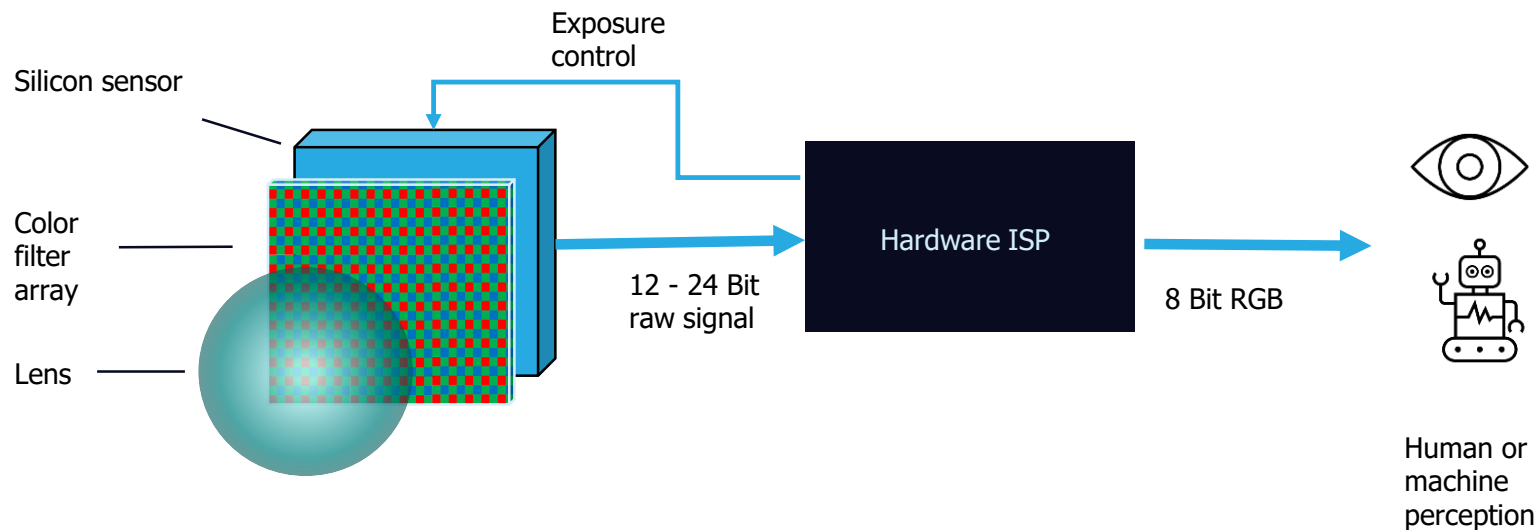 Exposure
control
Silicon sensor
Color
filter
array
Lens
12 - 24 Bit
raw signal
Hardware ISP
8 Bit RGB
Human or
machine
perception